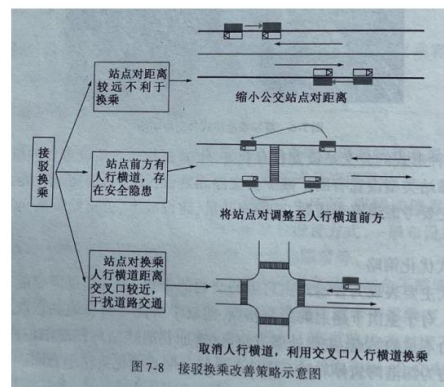 站点对距离
较远不利于
换乘
缩小公交站点对距离
接驳换乘
站点前方有
人行横道，存
在安全隐患
将站点对调整至人行横道前方
站点对换乘
人行横道距离
交叉口较近，
干扰道路交通
取消人行横道，利用交叉口人行横道换乘
图7-8 接驳换乘改善策略示意图